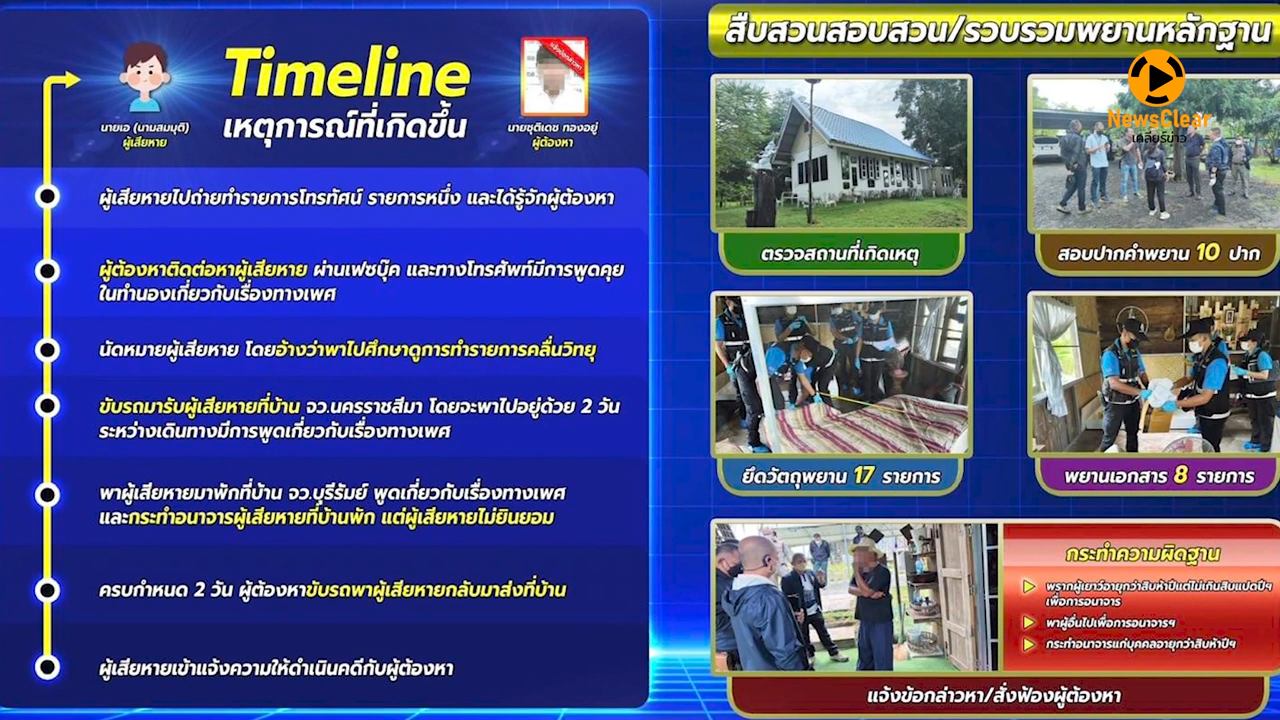 Timeline
เหตุการณ์ที่เกิดขึ้น
นายเอ (นามสมมุติ)
ผู้เสียหาย
แจ้งข้อกล่าวหา
นายชุติเดช ทองอยู่
ผู้ต้องหา
ผู้เสียหายไปถ่ายทำรายการโทรทัศน์ รายการหนึ่ง และได้รู้จักผู้ต้องหา
ผู้ต้องหาติดต่อหาผู้เสียหาย ผ่านเฟซบุ๊ค และทางโทรศัพท์มีการพูดคุย
ในทำนองเกี่ยวกับเรื่องทางเพศ
นัดหมายผู้เสียหาย โดยอ้างว่าพาไปศึกษาดูการทำรายการคลื่นวิทยุ
ขับรถมารับผู้เสียหายที่บ้าน จว.นครราชสีมา โดยจะพาไปอยู่ด้วย 2 วัน
ระหว่างเดินทางมีการพูดเกี่ยวกับเรื่องทางเพศ
พาผู้เสียหายมาพักที่บ้าน จว.บุรีรัมย์ พูดเกี่ยวกับเรื่องทางเพศ
และกระทำอนาจารผู้เสียหายที่บ้านพัก แต่ผู้เสียหายไม่ยินยอม
ครบกำหนด 2 วัน ผู้ต้องหาขับรถพาผู้เสียหายกลับมาส่งที่บ้าน
ผู้เสียหายเข้าแจ้งความให้ดำเนินคดีกับผู้ต้องหา
สืบสวนสอบสวน/รวบรวมพยานหลักฐาน
NewsClear
เคลียร์ข่าว
ตรวจสถานที่เกิดเหตุ
สอบปากคำพยาน 10 ปาก
ยึดวัตถุพยาน 17 รายการ
พยานเอกสาร 8 รายการ
กระทำความผิดฐาน
พรากผู้เยาว์อายุกว่าสิบห้าปีแต่ไม่เกินสิบแปดปีฯ
เพื่อการอนาจาร
พาผู้อื่นไปเพื่อการอนาจารฯ
กระทำอนาจารแก่บุคคลอายุกว่าสิบห้าปีฯ
แจ้งข้อกล่าวหา/สั่งฟ้องผู้ต้องหา